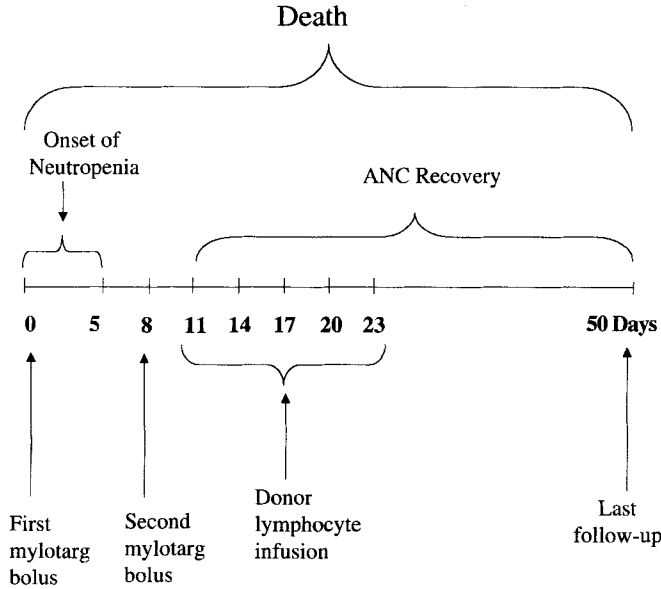 Death
Onset of
Neutropenia
ANC Recovery
0 5 8 11 14 17 20 23 50 Days
First
mylotarg
bolus
Second
mylotarg
bolus
Donor
lymphocyte
infusion
Last
follow-up